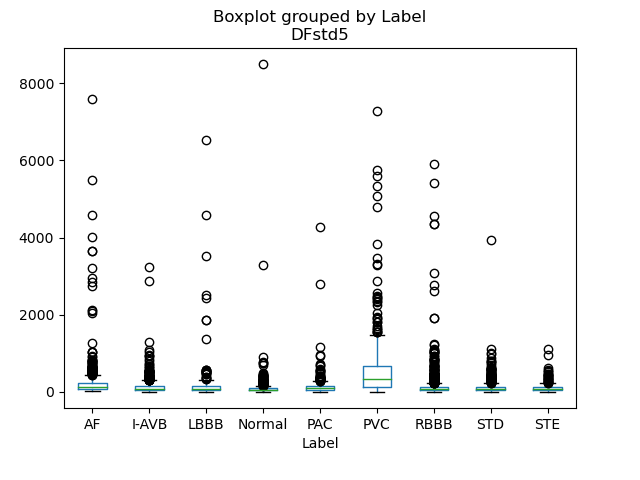 Boxplot grouped by Label
DFstd5
8000
6000
4000
2000
0
AF I-AVB LBBB Normal PAC PVC RBBB STD STE
Label